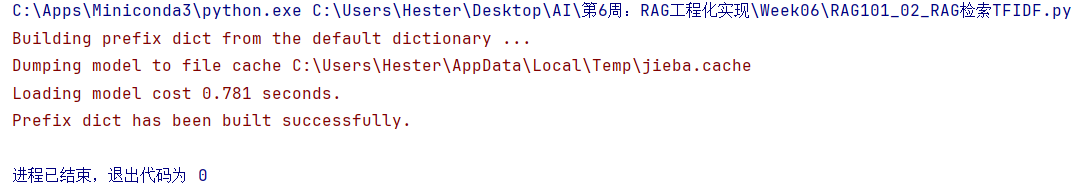 C:\Apps\Miniconda3\python.exe C:\Users\Hester\Desktop\AI\第6周：RAG工程化实现\Week06\RAG101_02_RAG检索TFIDF.py
Building prefix dict from the default dictionary ...
Dumping model to file cache C:\Users\Hester\AppData\Local\Temp\jieba.cache
Loading model cost 0.781 seconds.
Prefix dict has been built successfully.
进程已结束，退出代码为 0